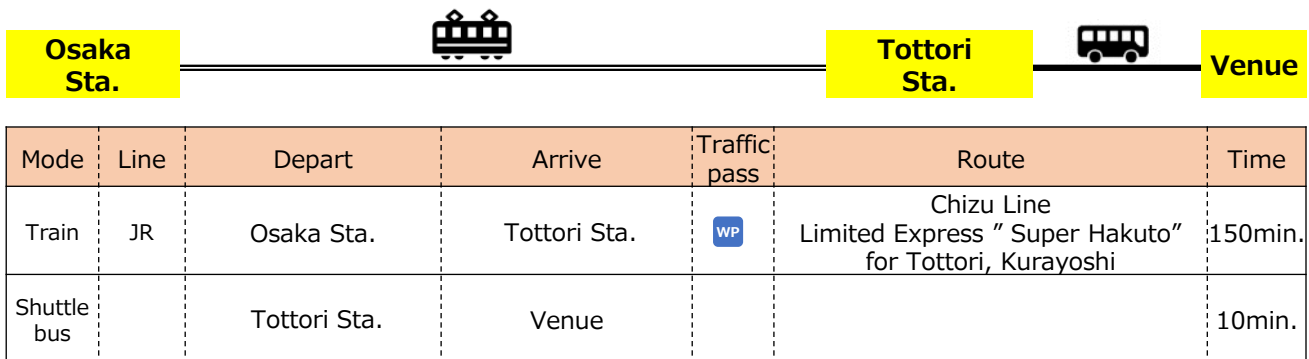 Osaka
Sta.
Tottori
Sta.
Venue
Mode Line Depart Arrive Traffic pass Route Time
Train JR Osaka Sta. Tottori Sta. WP Chizu Line
Limited Express ” Super Hakuto”
for Tottori, Kurayoshi
150min.
Shuttle
bus
Tottori Sta. Venue 10min.